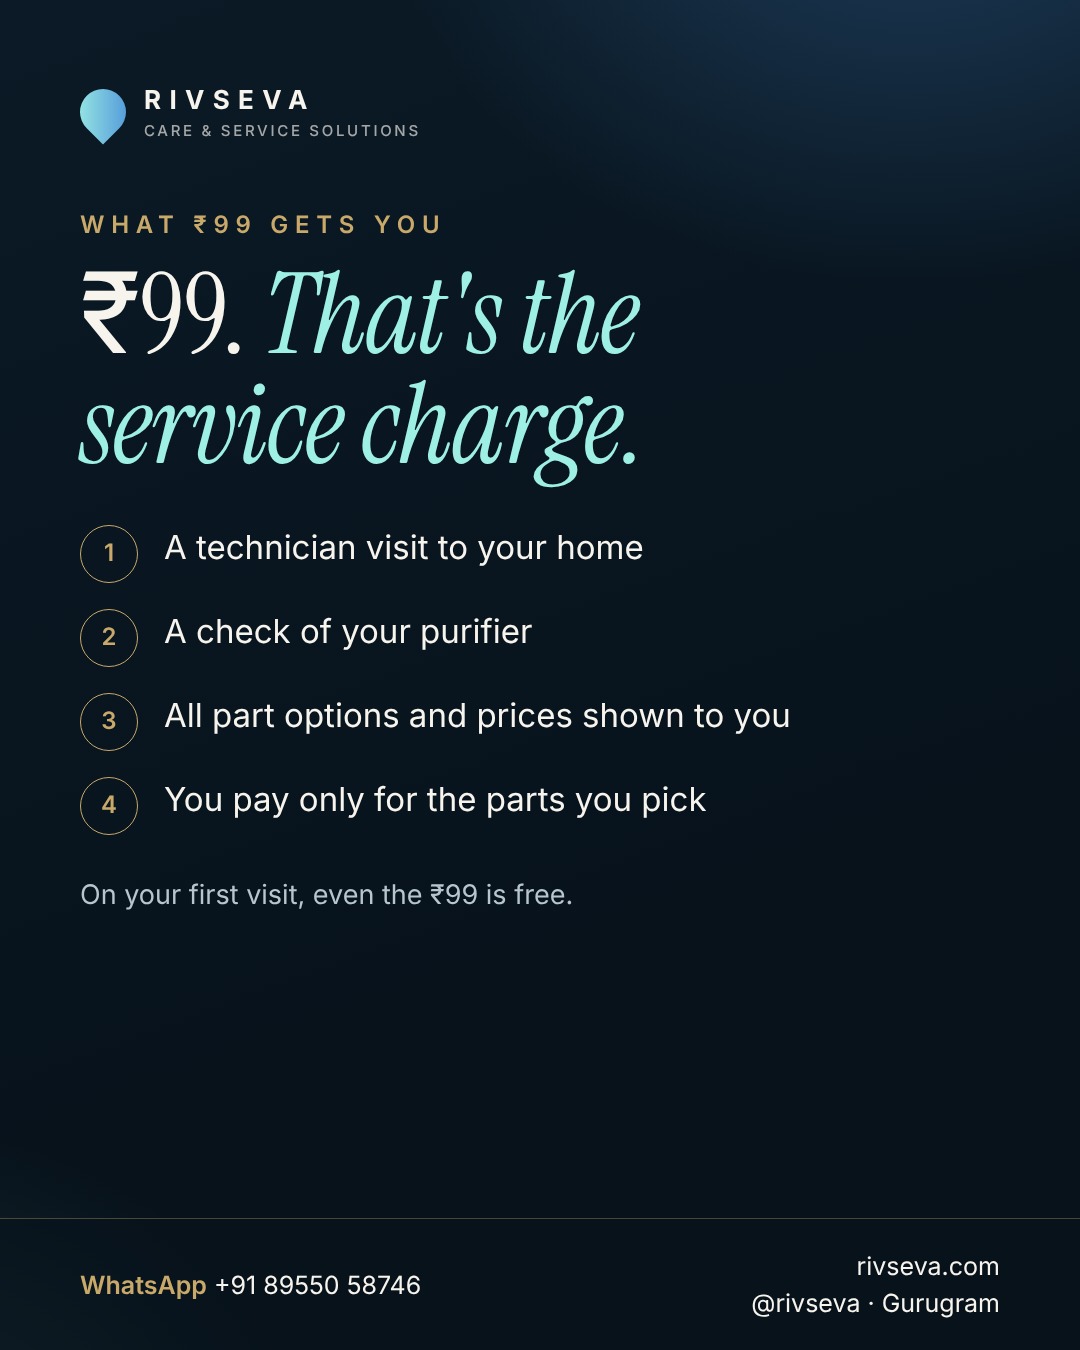 RIVSEVA
CARE & SERVICE SOLUTIONS
WHAT ₹99 GETS YOU
₹99. That's the
service charge.
1 A technician visit to your home
2 A check of your purifier
3 All part options and prices shown to you
4 You pay only for the parts you pick
On your first visit, even the ₹99 is free.
WhatsApp +91 89550 58746
rivseva.com
@rivseva · Gurugram